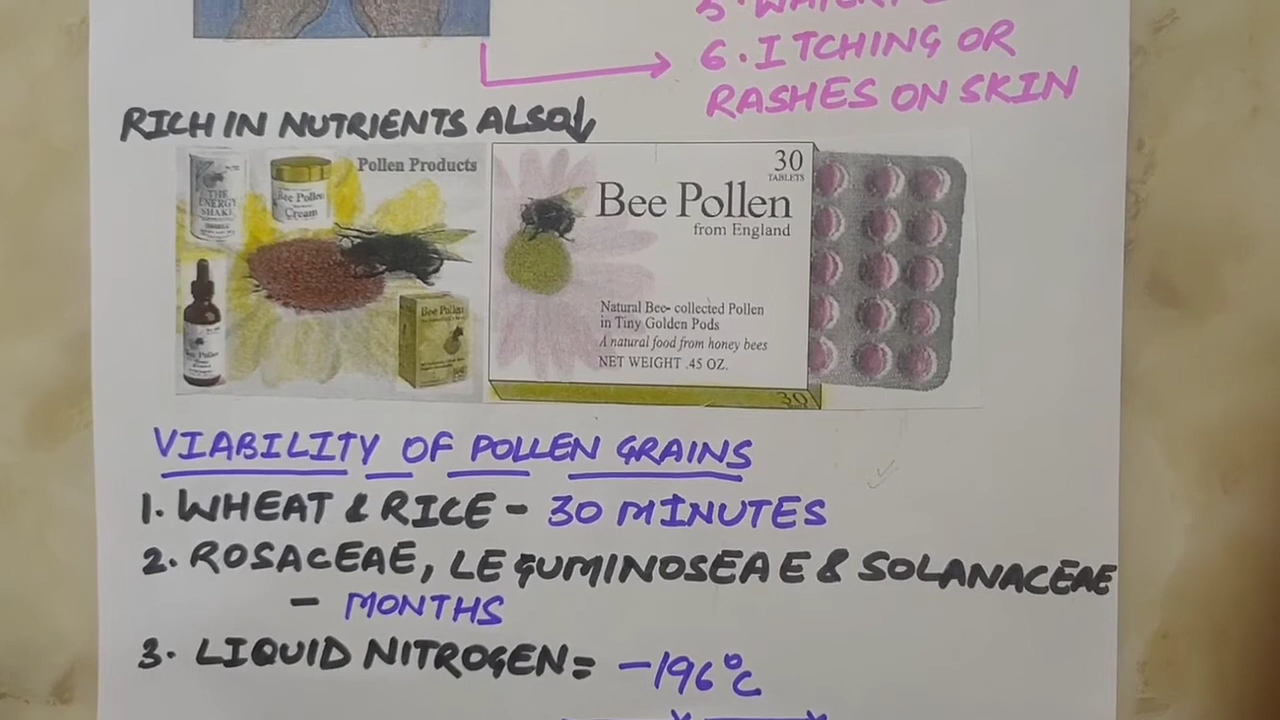 6. ITCHING OR
RASHES ON SKIN
RICH IN NUTRIENTS ALSO
Pollen Products
THE
ENERGY
SHAKE
Bee Pollen
Cream
Bee Pollen
Bee Pollen
30
TABLETS
Bee Pollen
from England
Natural Bee- collected Pollen
in Tiny Golden Pods
A natural food from honey bees
NET WEIGHT .45 OZ.
30
VIABILITY OF POLLEN GRAINS
1. WHEAT & RICE - 30 MINUTES
2. ROSACEAE, LEGUMINOSEAE & SOLANACEAE
- MONTHS
3. LIQUID NITROGEN = -196°C